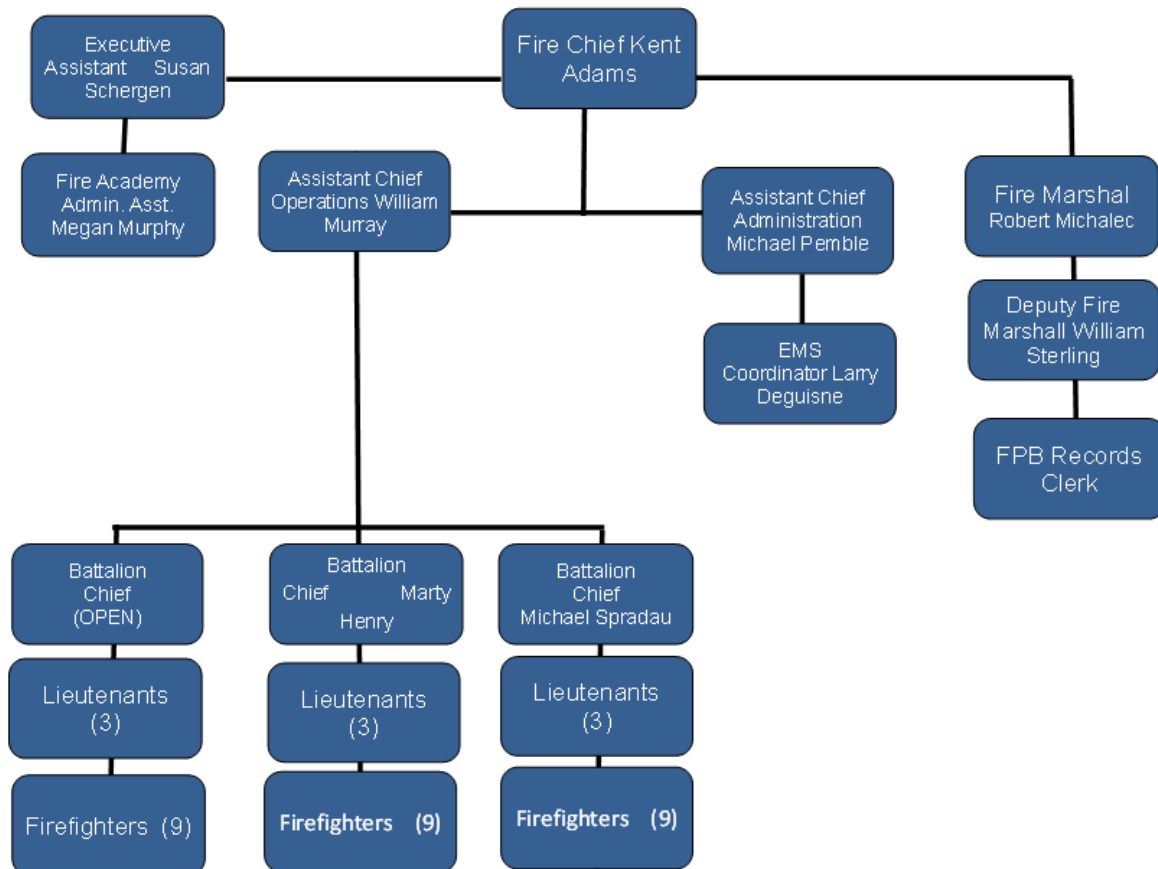 Executive
Assistant Susan
Schergen
Fire Chief Kent
Adams
Fire Academy
Admin. Asst.
Megan Murphy
Assistant Chief
Operations William
Murray
Assistant Chief
Administration
Michael Pemble
Fire Marshal
Robert Michalec
EMS
Coordinator Larry
Deguisne
Deputy Fire
Marshall William
Sterling
FPB Records
Clerk
Battalion
Chief
(OPEN)
Battalion
Chief Marty
Henry
Battalion
Chief
Michael Spradau
Lieutenants
(3)
Lieutenants
(3)
Lieutenants
(3)
Firefighters (9)
Firefighters (9)
Firefighters (9)